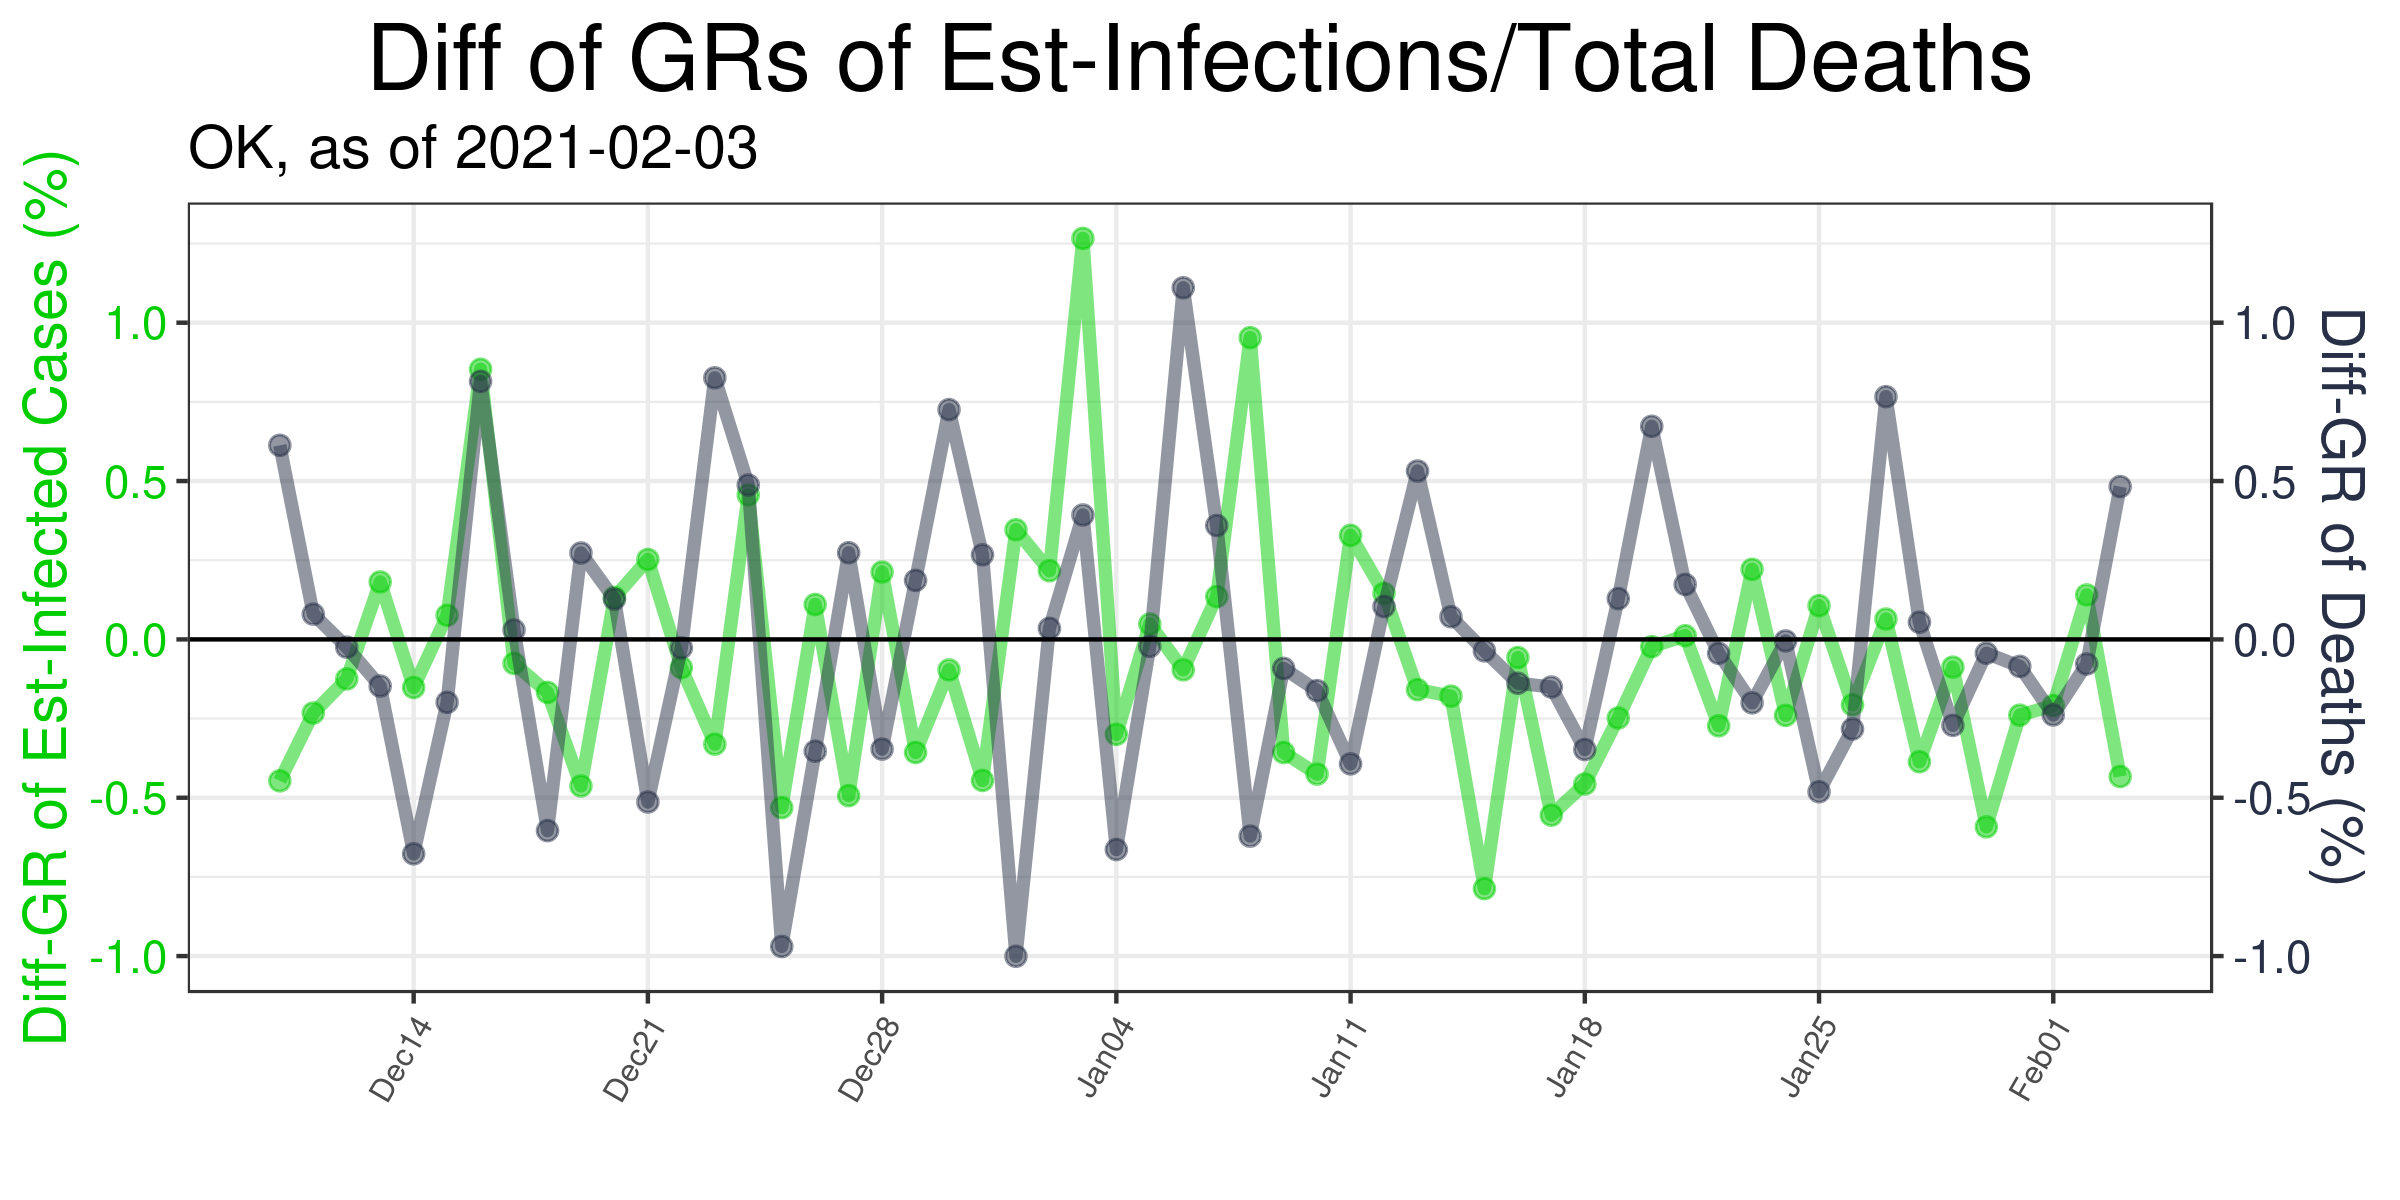 Diff of GRs of Est-Infections/Total Deaths
OK, as of 2021-02-03
Diff-GR of Est-Infected Cases (%)
1.0
0.5
0.0
-0.5
-1.0
1.0
0.5
0.0
-0.5
-1.0
Diff-GR of Deaths (%)
Dec14
Dec21
Dec28
Jan04
Jan11
Jan18
Jan25
Feb01